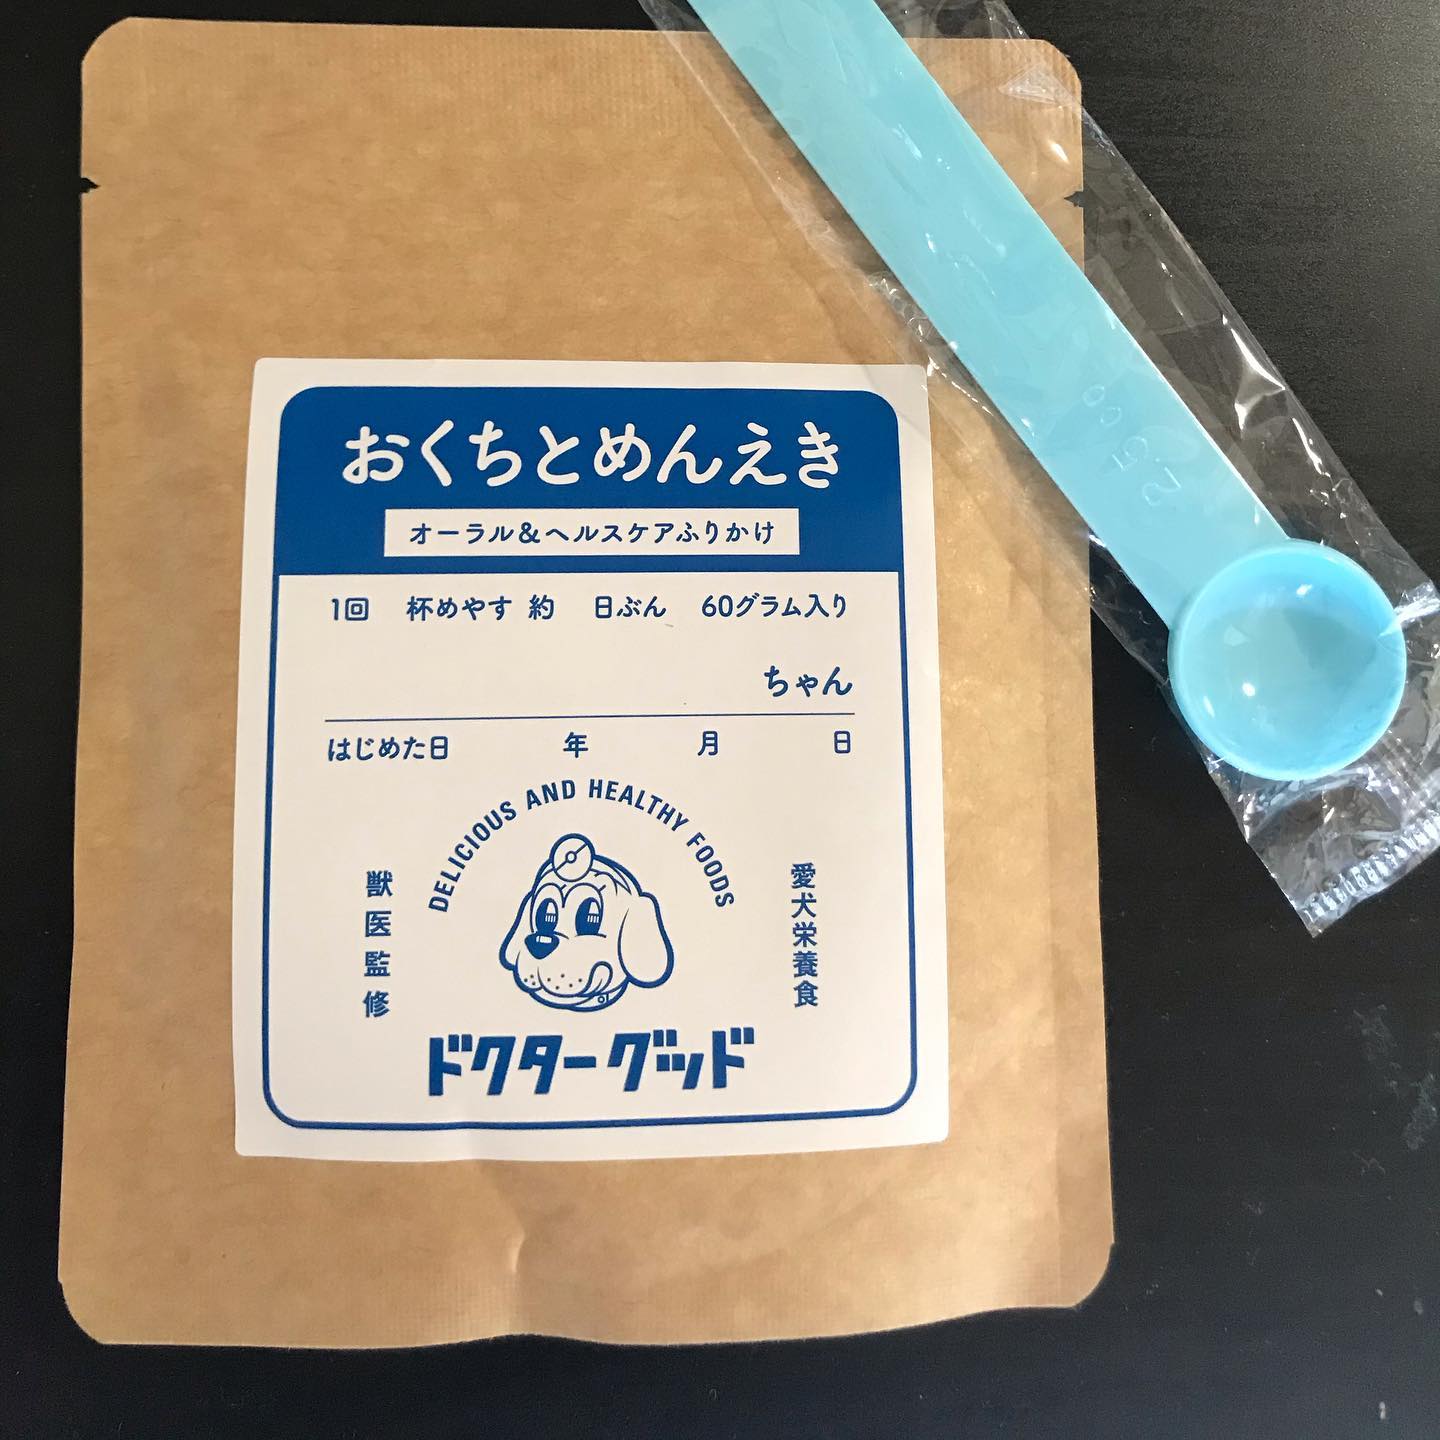 おくちとめんえき
オーラル&ヘルスケアふりかけ
1回 杯めやす 約 日ぶん 60グラム入り
ちゃん
はじめた日 年 月 日
DELICIOUS AND HEALTHY FOODS
獣医監修
愛犬栄養食
ドクターグッド
2.5cc